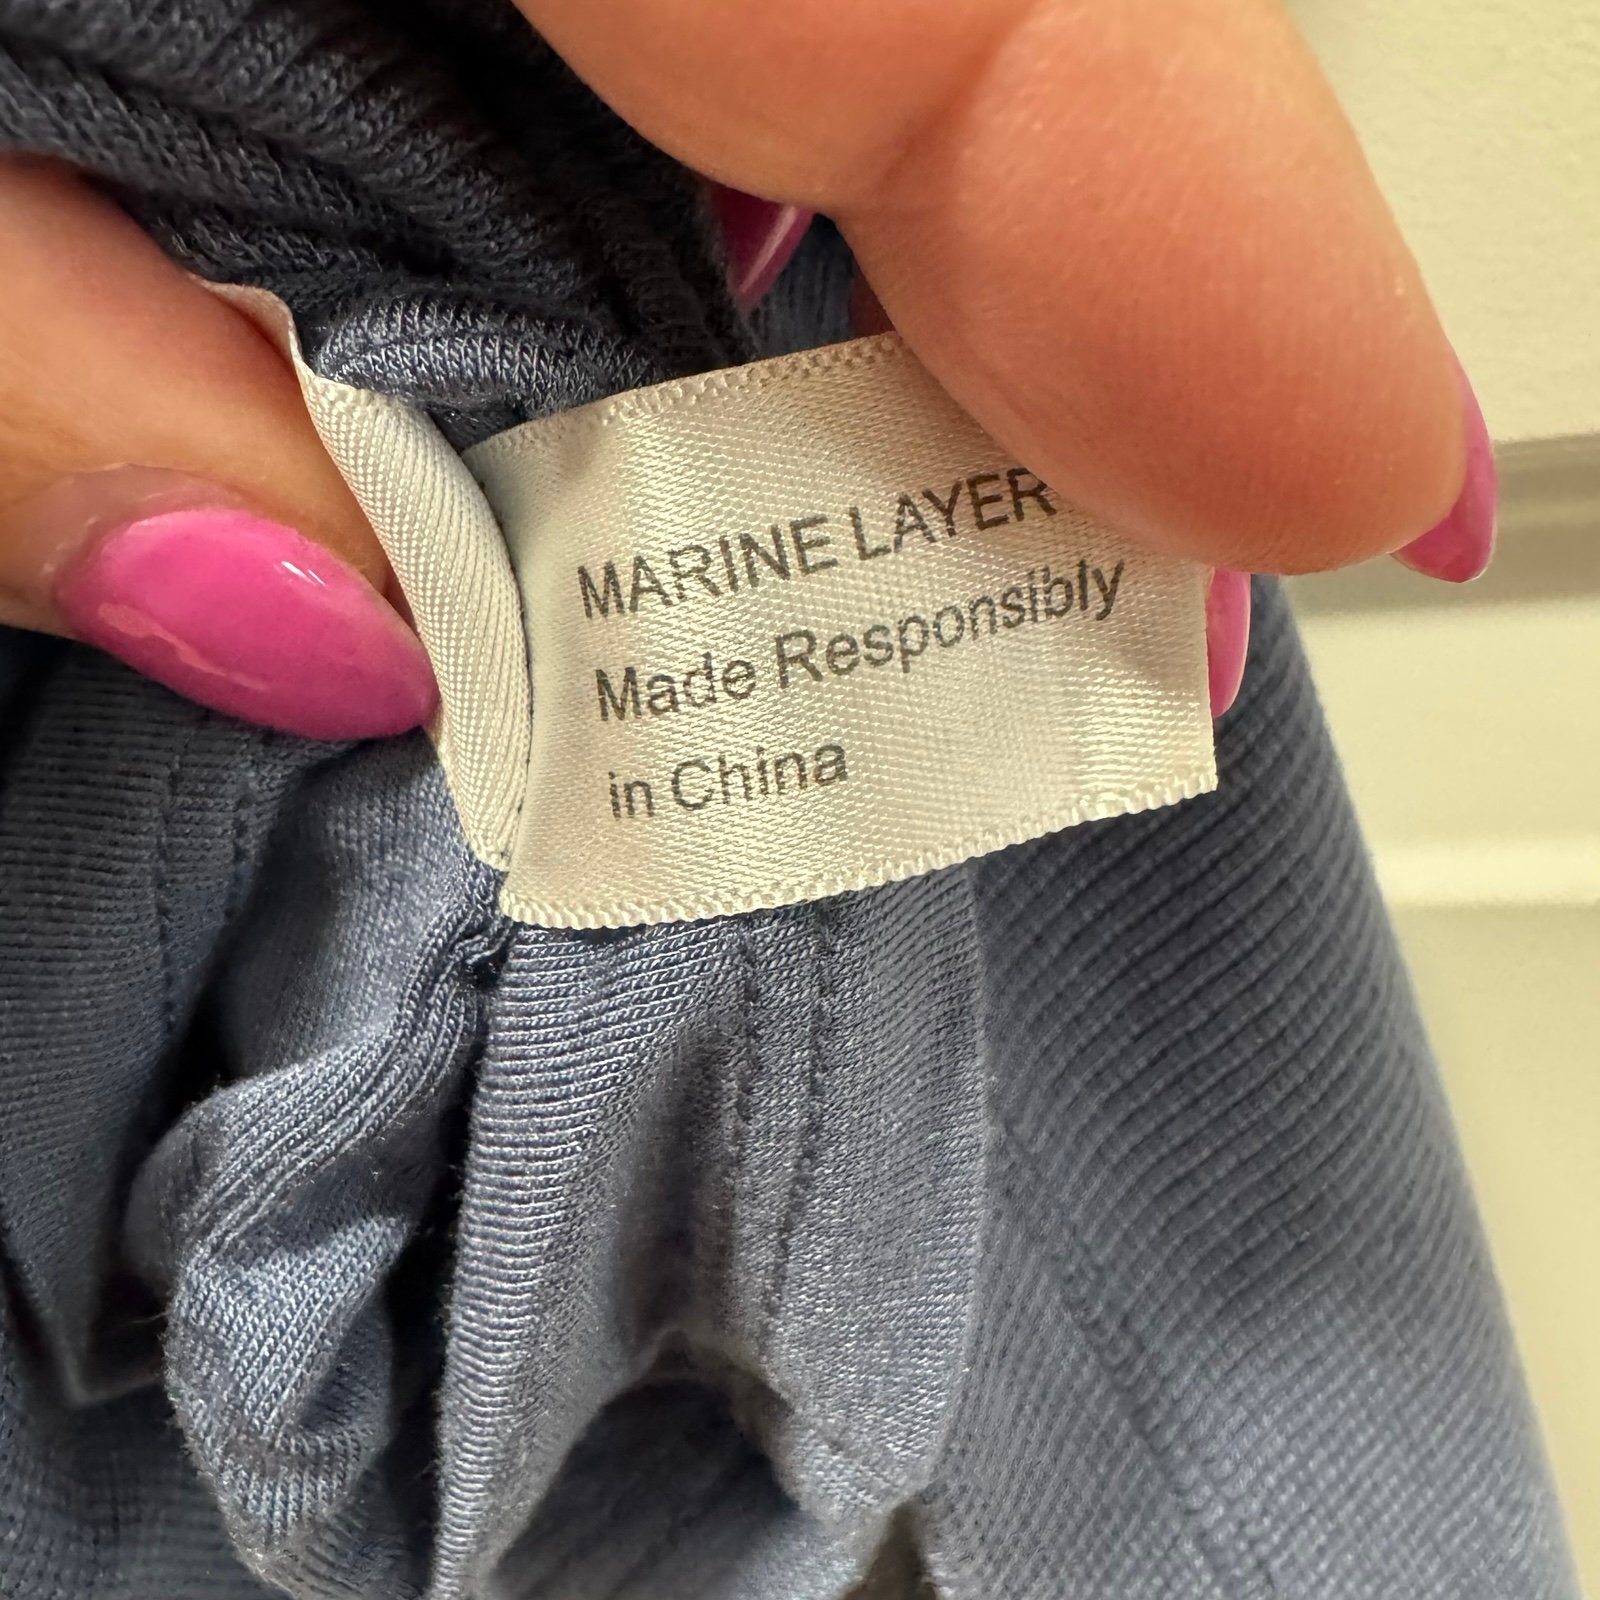 MARINE LAYER
Made Responsibly
in China